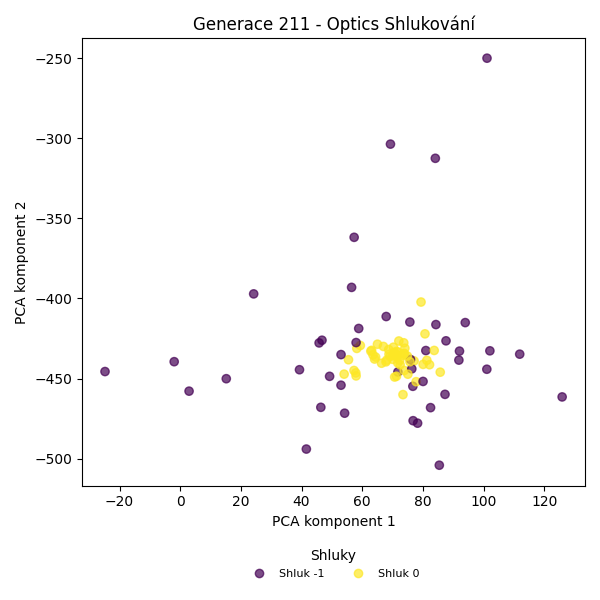 Generace 211 - Optics Shlukování
PCA komponent 2
−250
−300
−350
−400
−450
−500
−20 0 20 40 60 80 100 120
PCA komponent 1
Shluky
Shluk -1 Shluk 0